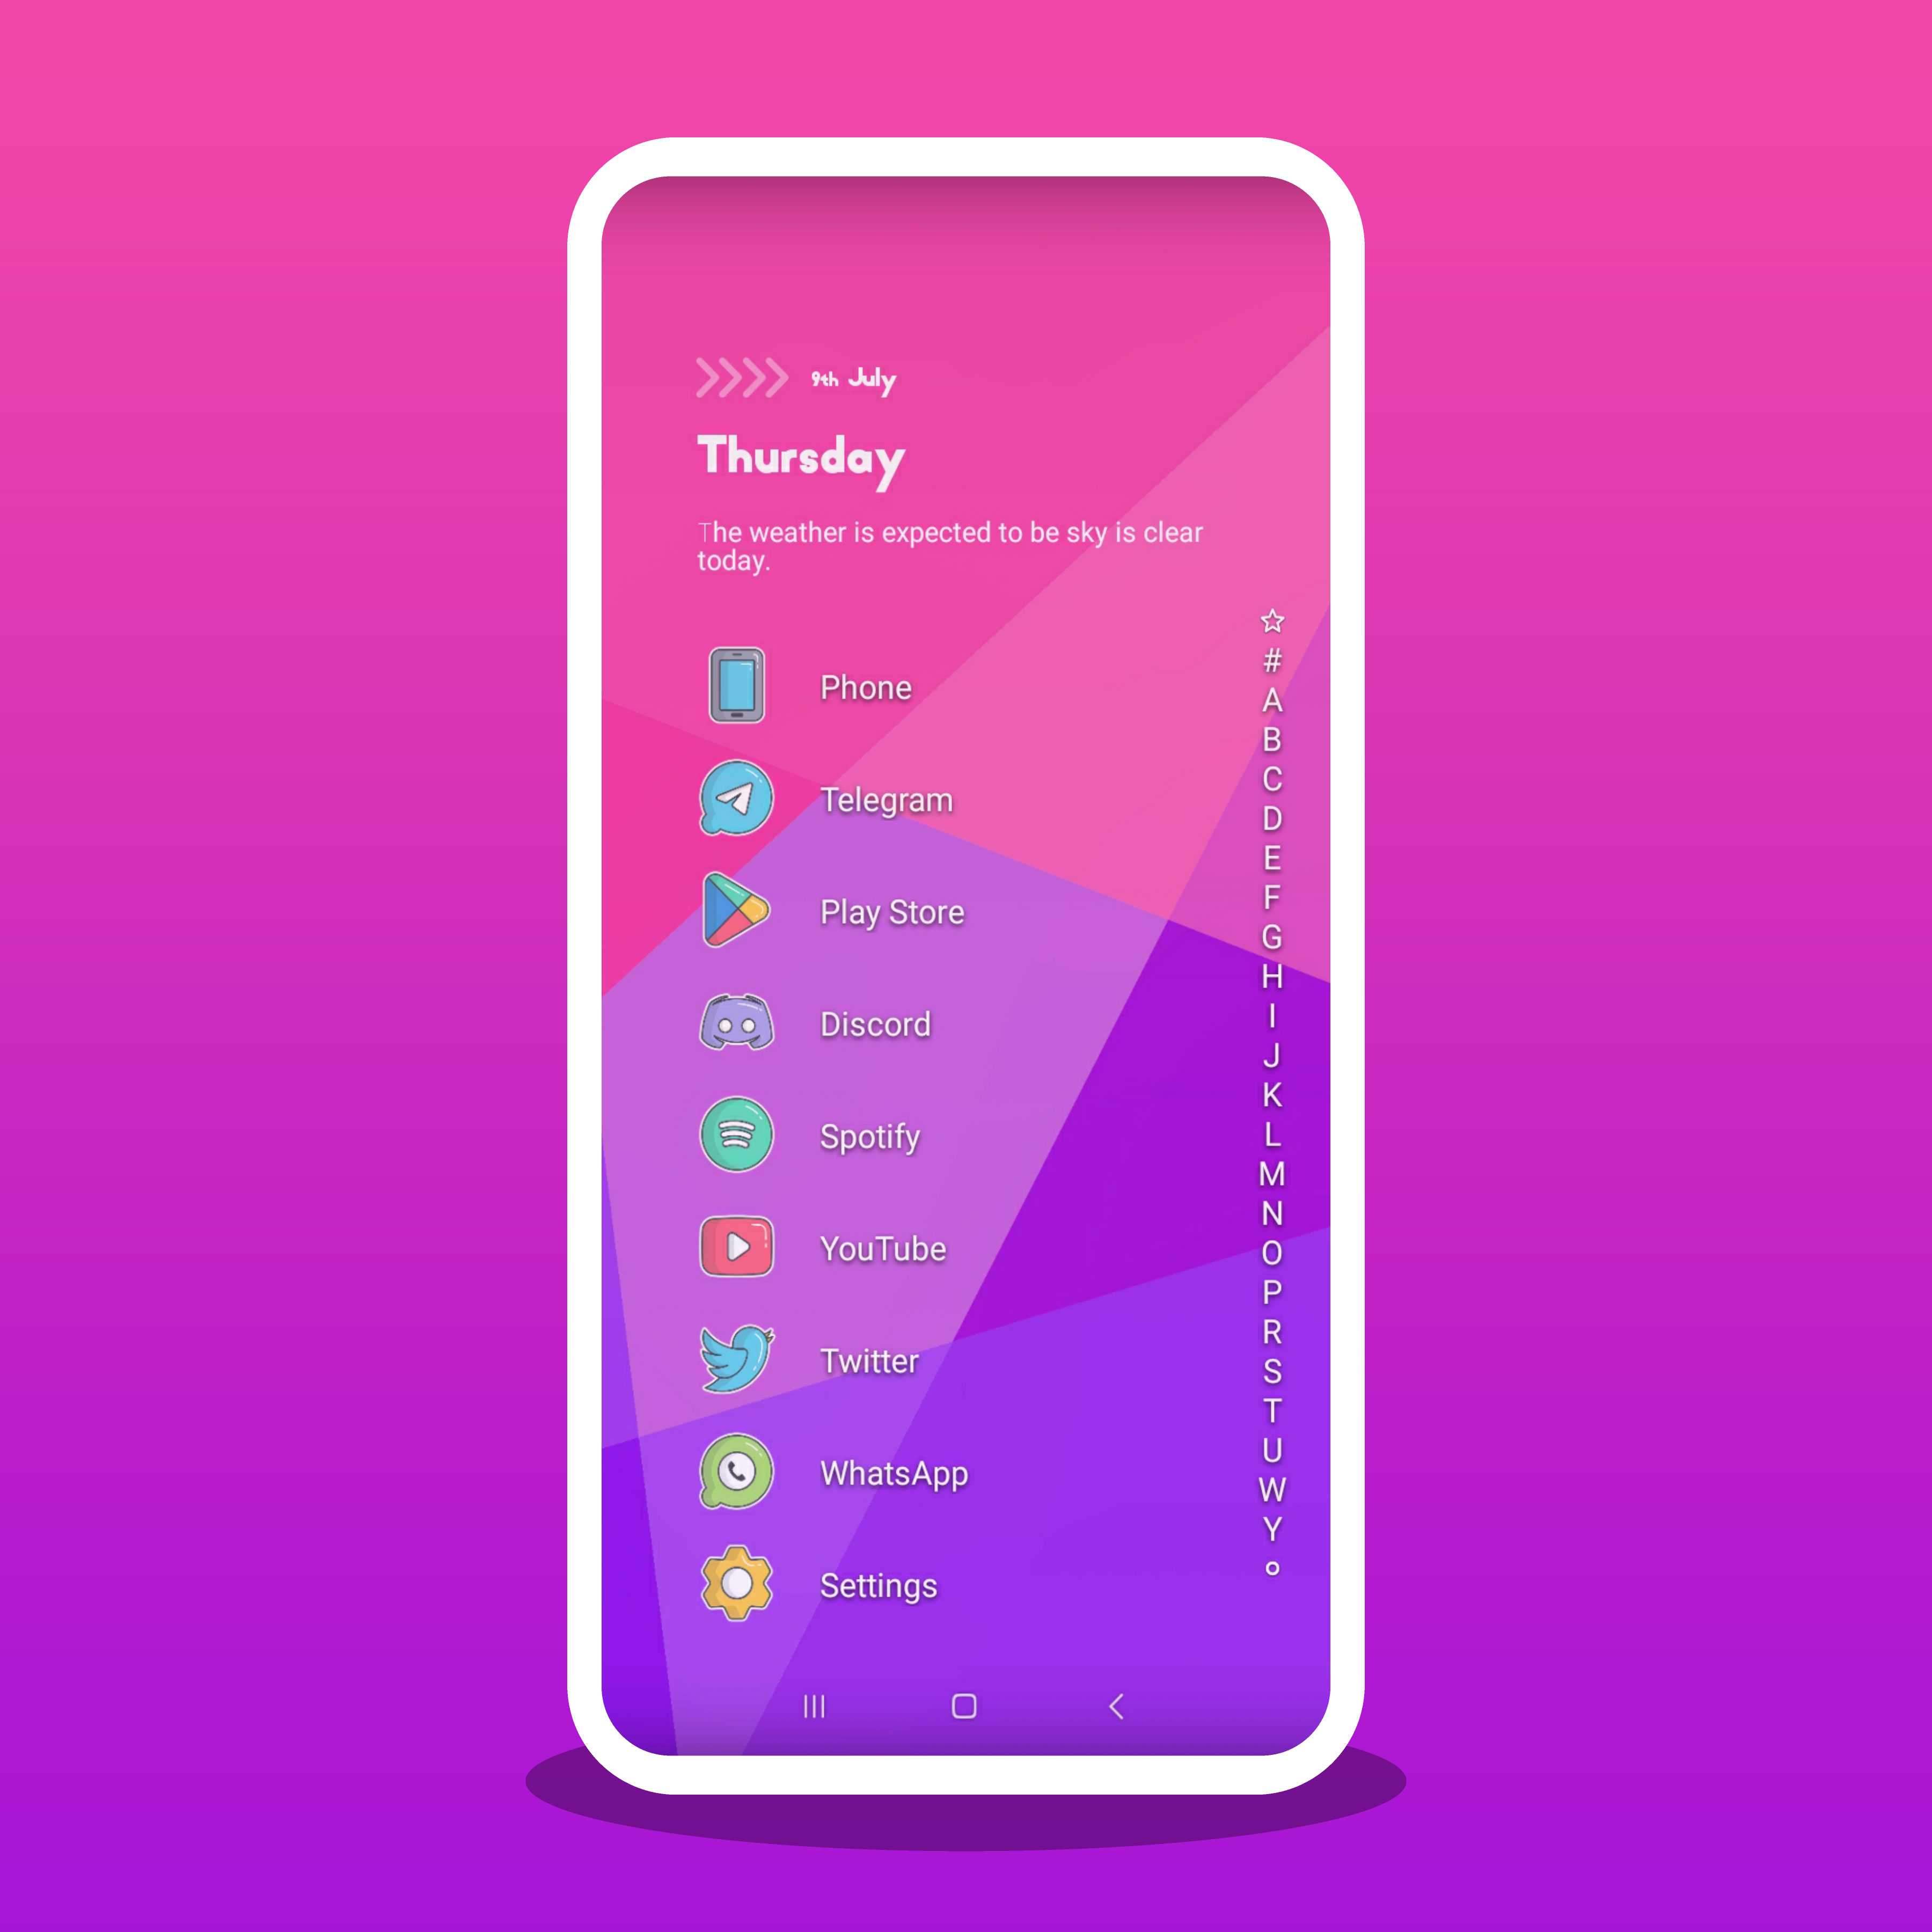 9th July
Thursday
The weather is expected to be sky is clear
today.
Phone
Telegram
Play Store
Discord
Spotify
YouTube
Twitter
WhatsApp
Settings
#
A
B
C
D
E
F
G
H
I
J
K
L
M
N
O
P
R
S
T
U
W
Y